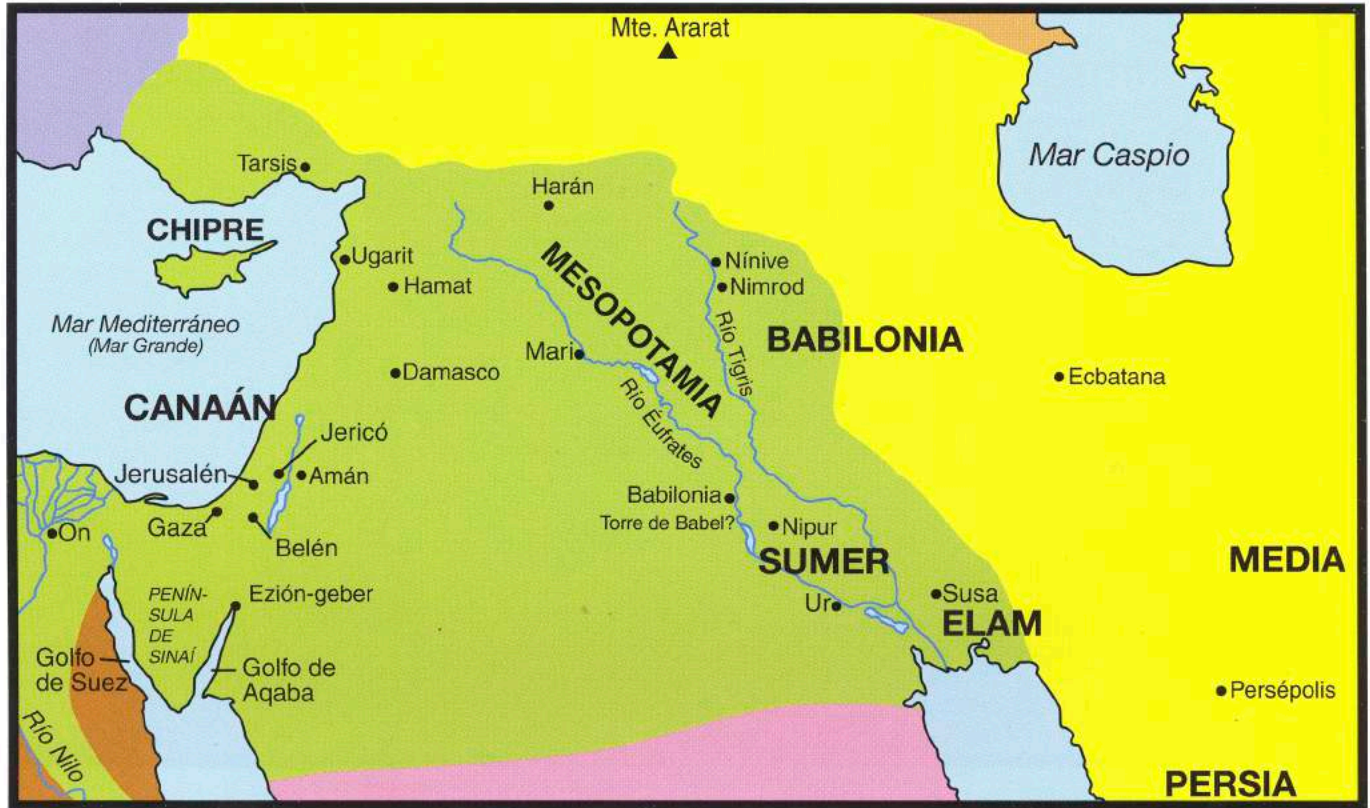 Mte. Ararat
Mar Caspio
Tarsis
Harán
CHIPRE
Ugarit
Hamat
Nínive
Nimrod
MESOPOTAMIA
Mar Mediterráneo
(Mar Grande)
Río Tigris
BABILONIA
Mari
Damasco
Ecbatana
CANAÁN
Río Éufrates
Jericó
Jerusalén
Amán
Babilonia
Torre de Babel?
Nipur
Gaza
On
Belén
SUMER
MEDIA
PENÍN-
SULA
DE
SINAÍ
Ezión-geber
Ur
Susa
ELAM
Golfo
de Suez
Golfo de
Aqaba
Persépolis
Río Nilo
PERSIA